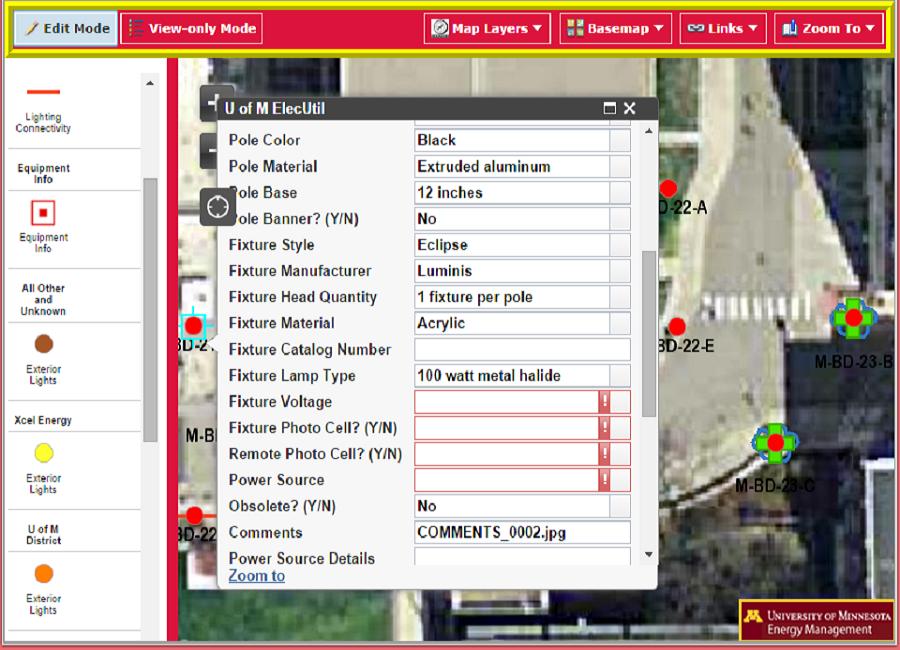 Edit Mode
View-only Mode
Map Layers
Basemap
Links
Zoom To
Lighting
Connectivity
Equipment
Info
Equipment
Info
All Other
and
Unknown
Exterior
Lights
Xcel Energy
Exterior
Lights
U of M
District
Exterior
Lights
U of M ElecUtil
Pole Color Black
Pole Material Extruded aluminum
Pole Base 12 inches
Pole Banner? (Y/N) No
Fixture Style Eclipse
Fixture Manufacturer Luminis
Fixture Head Quantity 1 fixture per pole
Fixture Material Acrylic
Fixture Catalog Number
Fixture Lamp Type 100 watt metal halide
Fixture Voltage !
Fixture Photo Cell? (Y/N) !
Remote Photo Cell? (Y/N) !
Power Source !
Obsolete? (Y/N) No
Comments COMMENTS_0002.jpg
Power Source Details
Zoom to
D-22-A
BD-22-E
M-BD-23-B
M-BD-23-C
M-B
BD-22
M UNIVERSITY OF MINNESOTA
Energy Management